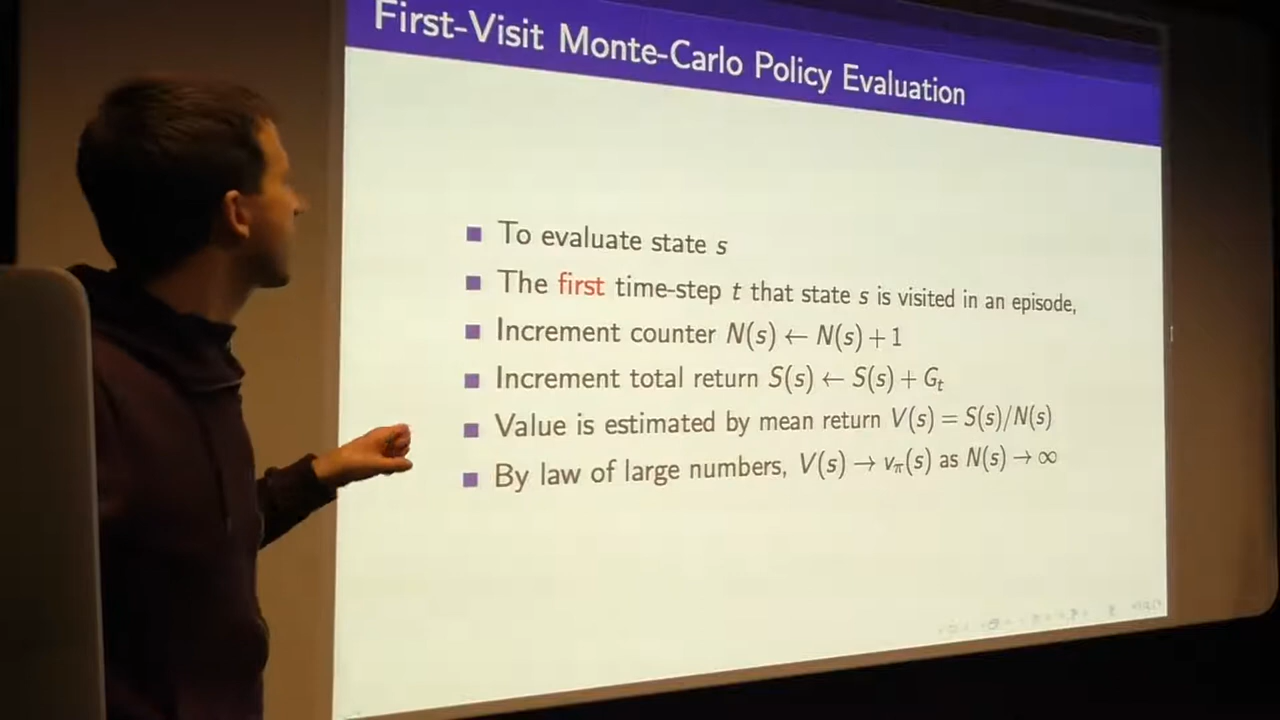 First-Visit Monte-Carlo Policy Evaluation
To evaluate state s
The first time-step t that state s is visited in an episode,
Increment counter N(s) ← N(s) + 1
Increment total return S(s) ← S(s) + Gₜ
Value is estimated by mean return V(s) = S(s)/N(s)
By law of large numbers, V(s) → vπ(s) as N(s) → ∞